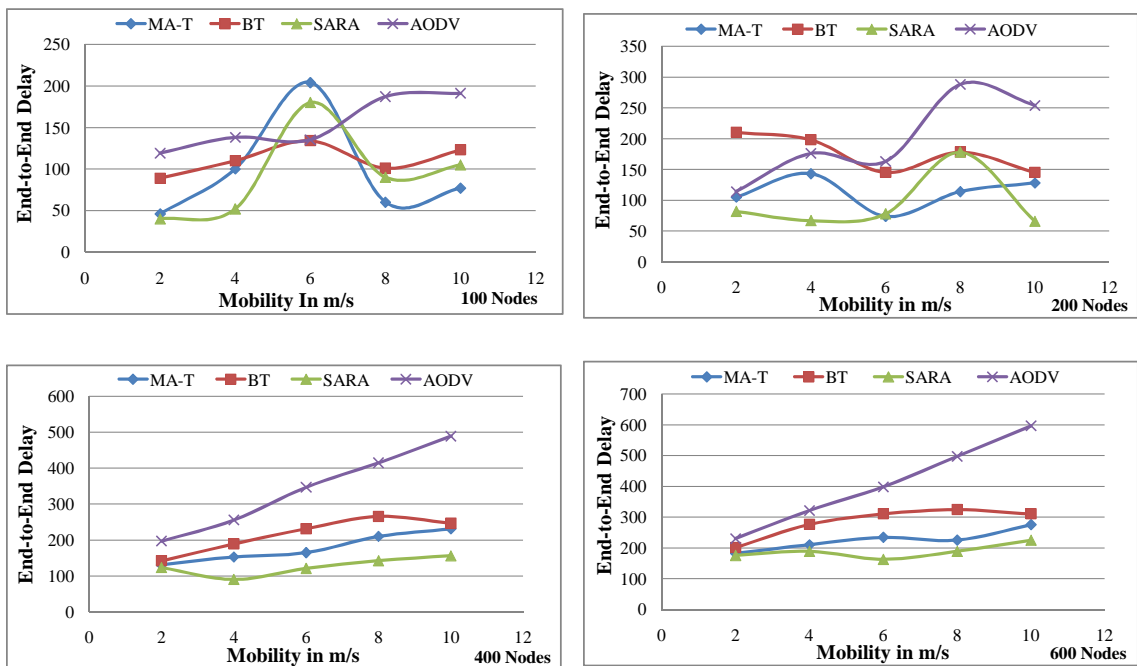 MA-T BT SARA AODV
End-to-End Delay
250
200
150
100
50
0
0 2 4 6 8 10 12
Mobility In m/s
100 Nodes
MA-T BT SARA AODV
End-to-End Delay
350
300
250
200
150
100
50
0
0 2 4 6 8 10 12
Mobility in m/s
200 Nodes
MA-T BT SARA AODV
End-to-End Delay
600
500
400
300
200
100
0
0 2 4 6 8 10 12
Mobility in m/s
400 Nodes
MA-T BT SARA AODV
End-to-End Delay
700
600
500
400
300
200
100
0
0 2 4 6 8 10 12
Mobility in m/s
600 Nodes